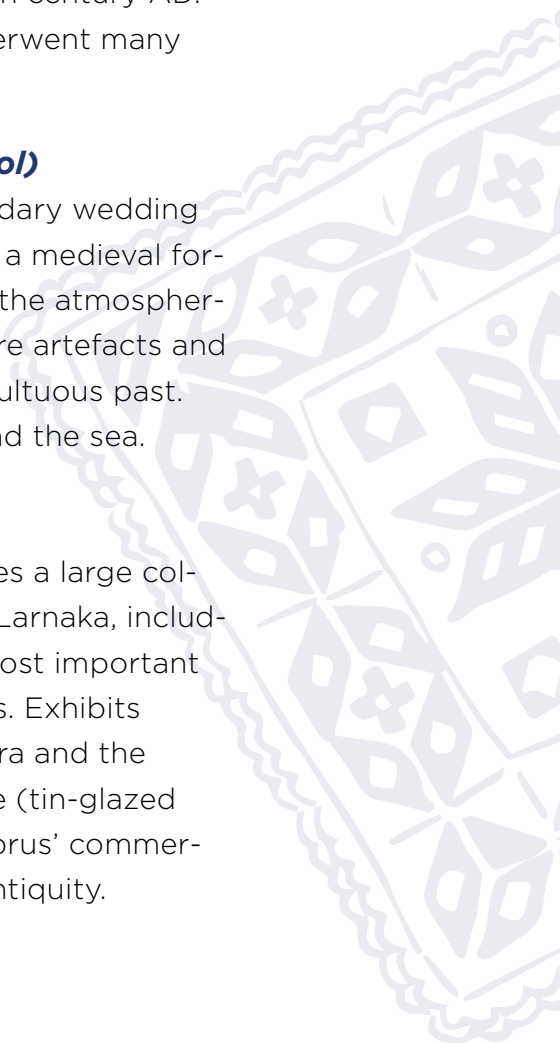 n century AD.
erwent many
ol)
dary wedding
a medieval for-
the atmospher-
re artefacts and
ultuous past.
nd the sea.
es a large col-
Larnaka, includ-
ost important
s. Exhibits
ra and the
e (tin-glazed
prus’ commer-
ntiquity.